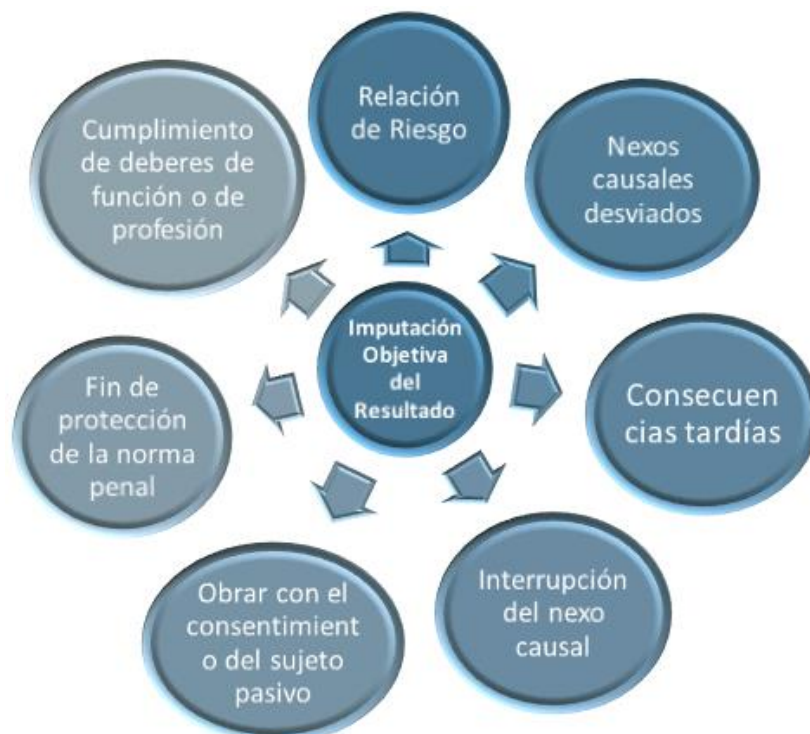 Relación
de Riesgo
Nexos
causales
desviados
Consecuen
cias tardías
Interrupción
del nexo
causal
Obrar con el
consentimient
o del sujeto
pasivo
Fin de
protección
de la norma
penal
Cumplimiento
de deberes de
función o de
profesión
Imputación
Objetiva
del
Resultado